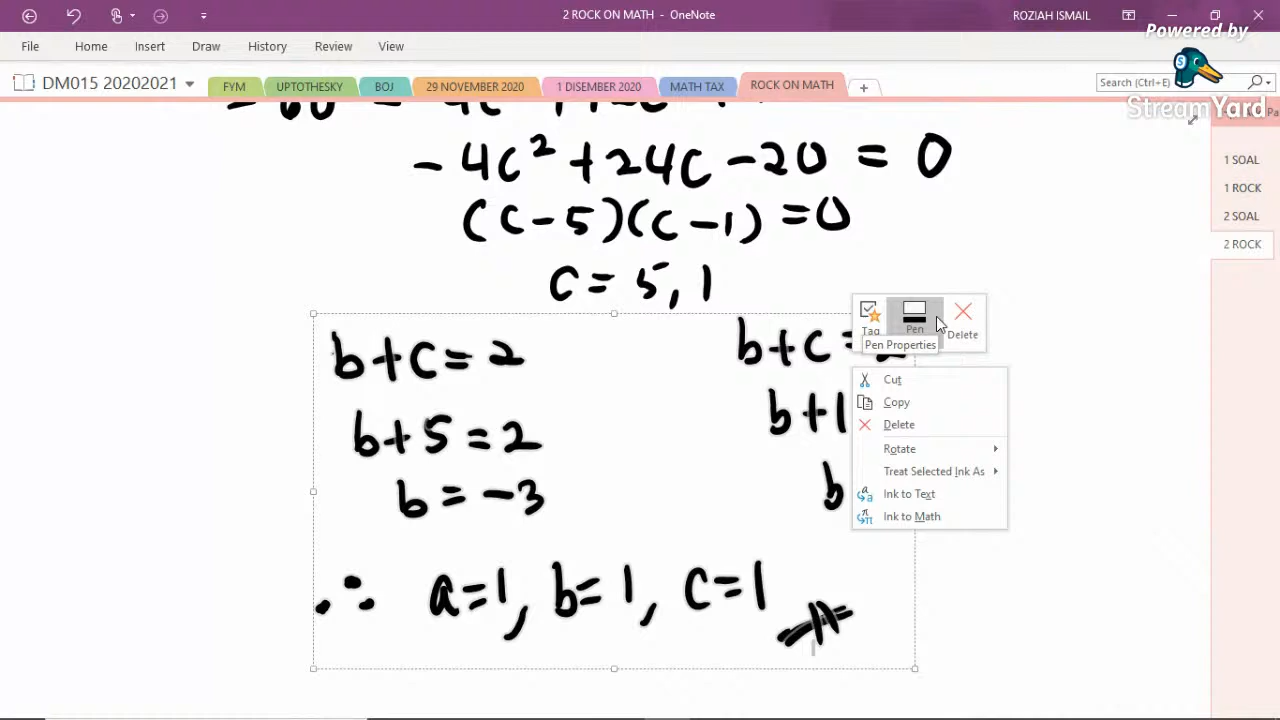 2 ROCK ON MATH - OneNote
ROZIAH ISMAIL
Powered by
StreamYard
File Home Insert Draw History Review View
DM015 20202021
FYM UPTOTHESKY BOJ 29 NOVEMBER 2020 1 DISEMBER 2020 MATH TAX ROCK ON MATH +
Search (Ctrl+E)
1 SOAL
1 ROCK
2 SOAL
2 ROCK
- 4c² + 24c - 20 = 0
(c - 5)(c - 1) = 0
c = 5, 1
b + c = 2
b + 5 = 2
b = -3
b + c = 2
b + 1
b
∴ a = 1, b = 1, c = 1
Tag
Pen
Delete
Pen Properties
Cut
Copy
Delete
Rotate
Treat Selected Ink As
Ink to Text
Ink to Math